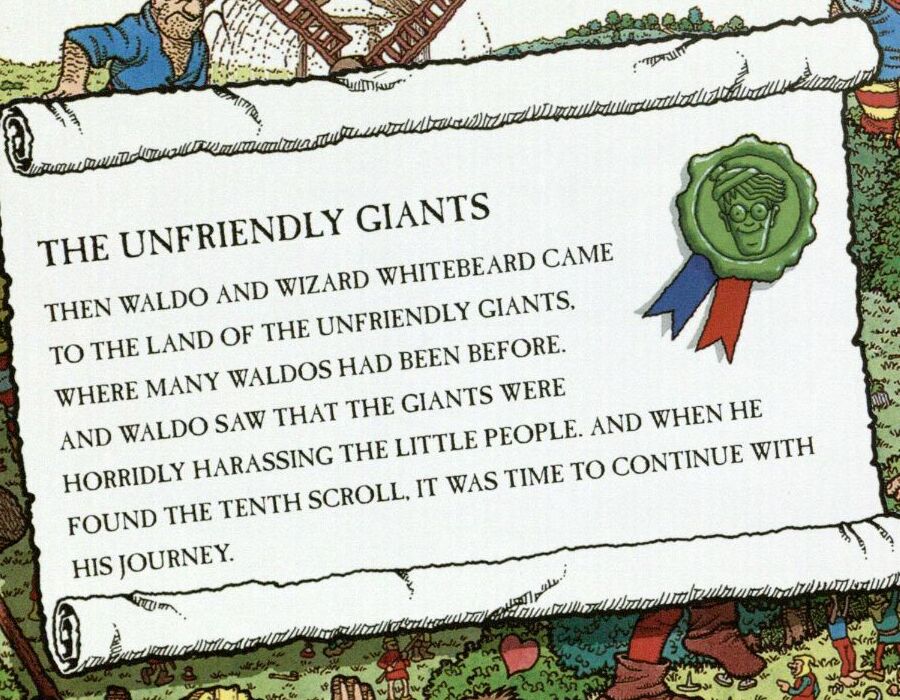 THE UNFRIENDLY GIANTS
THEN WALDO AND WIZARD WHITEBEARD CAME
TO THE LAND OF THE UNFRIENDLY GIANTS,
WHERE MANY WALDOS HAD BEEN BEFORE.
AND WALDO SAW THAT THE GIANTS WERE
HORRIDLY HARASSING THE LITTLE PEOPLE. AND WHEN HE
FOUND THE TENTH SCROLL, IT WAS TIME TO CONTINUE WITH
HIS JOURNEY.